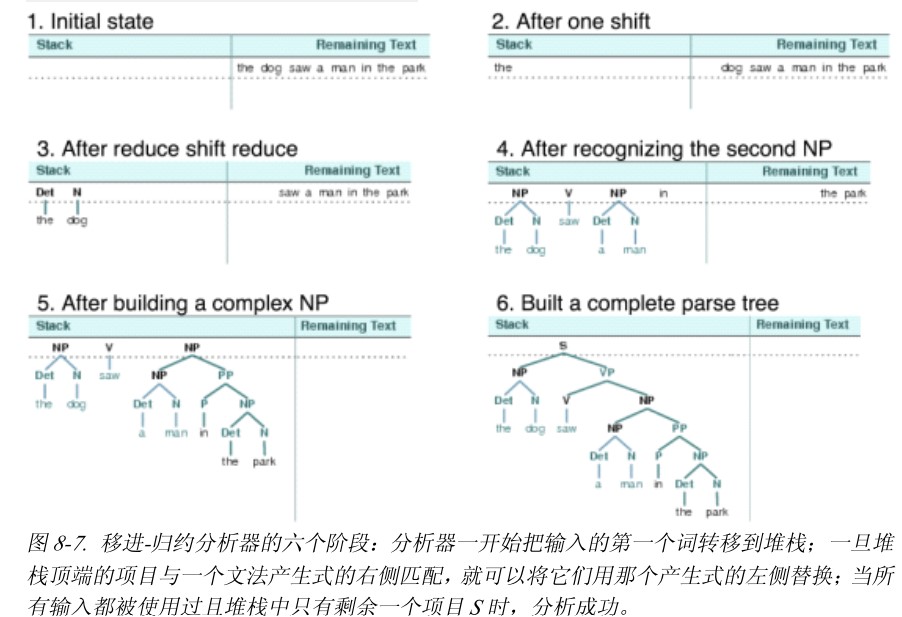 1. Initial state
Stack Remaining Text
the dog saw a man in the park
2. After one shift
Stack Remaining Text
the dog saw a man in the park
3. After reduce shift reduce
Stack Remaining Text
Det N saw a man in the park
the dog
4. After recognizing the second NP
Stack Remaining Text
NP V NP in the park
Det N saw Det N
the dog a man
5. After building a complex NP
Stack Remaining Text
NP V NP
Det N saw NP PP
the dog Det N P NP
a man in Det N
the park
6. Built a complete parse tree
Stack Remaining Text
S
NP VP
Det N V NP
the dog saw NP PP
Det N P NP
a man in Det N
the park
图 8-7. 移进-归约分析器的六个阶段：分析器一开始把输入的第一个词转移到堆栈；一旦堆
栈顶端的项目与一个文法产生式的右侧匹配，就可以将它们用那个产生式的左侧替换；当所
有输入都被使用过且堆栈中只有剩余一个项目 S 时，分析成功。